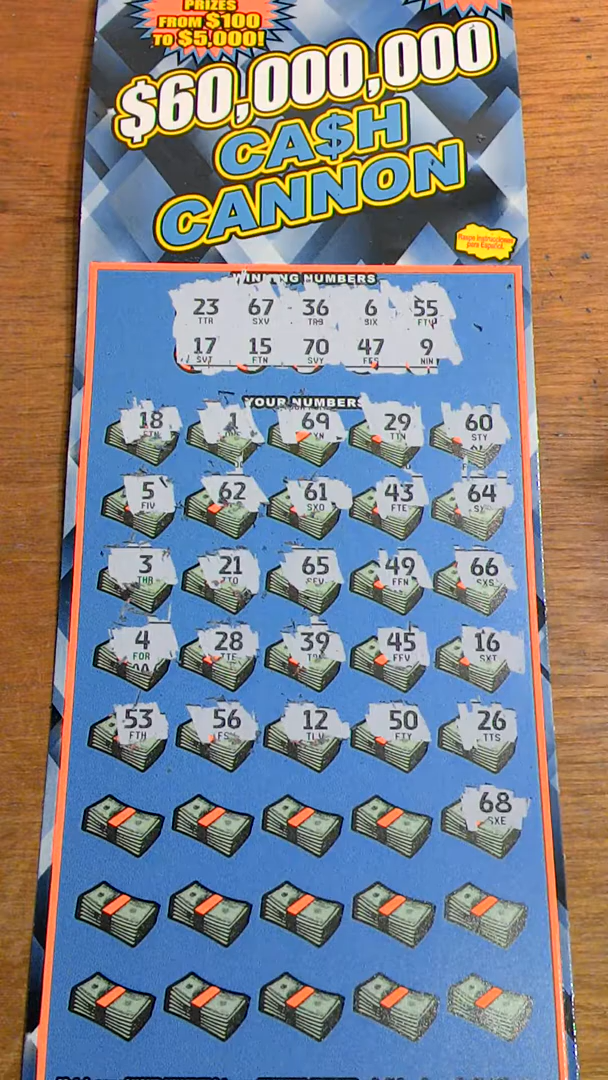 PRIZES
FROM $100
TO $5,000!
$60,000,000
CA$H
CANNON
WINNING NUMBERS
23 67 36 6 55
TTR SXV TRS SIX
17 15 70 47 9
SVT FTN SVY NIN
YOUR NUMBERS
18 1 69 29 60
STY
5 62 61 43 64
FIV SXO FTE
3 21 65 49 66
THR FFN SXS
4 28 39 45 16
FOR FFV SXT
53 56 12 50 26
FTH FTY TTS
68
SXE